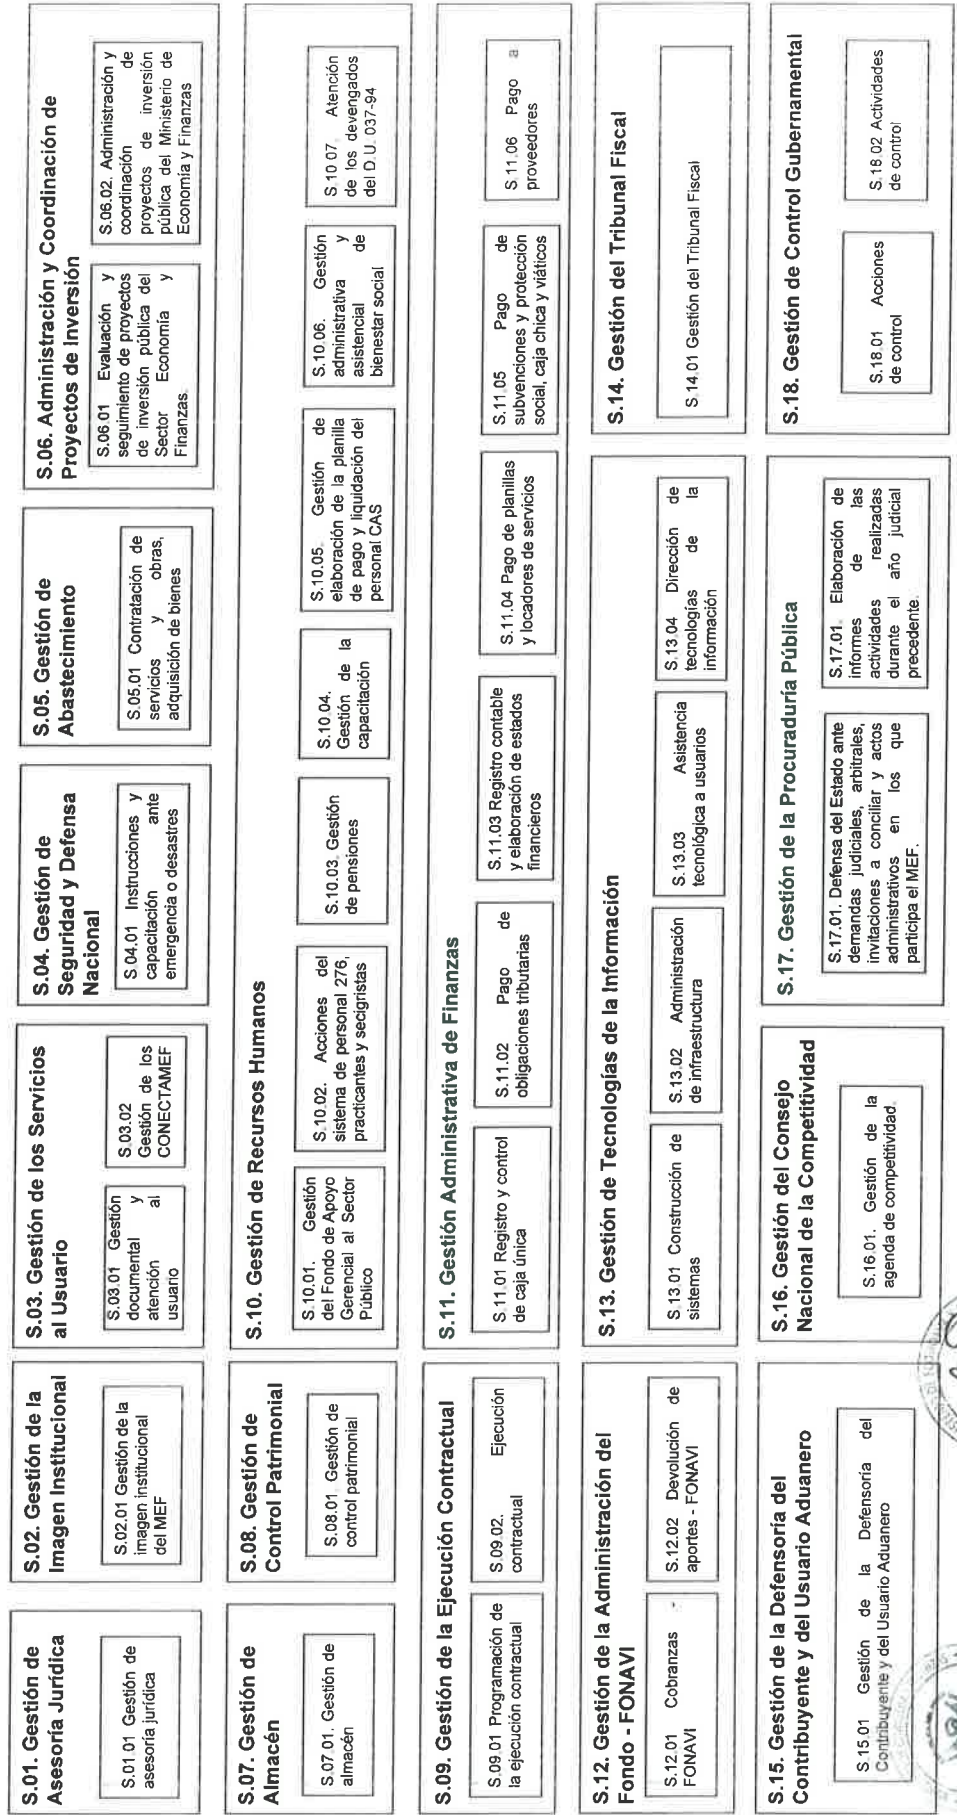 S.01. Gestión de
Asesoría Jurídica
S.01.01 Gestión de
asesoría jurídica
S.02. Gestión de la
Imagen Institucional
S.02.01 Gestión de la
imagen institucional
del MEF
S.03. Gestión de los Servicios
al Usuario
S.03.01 Gestión
documental y
atención al
usuario
S.03.02
Gestión de los
CONECTAMEF
S.04. Gestión de
Seguridad y Defensa
Nacional
S.04.01 Instrucciones y
capacitación ante
emergencia o desastres
S.05. Gestión de
Abastecimiento
S.05.01 Contratación de
servicios y obras,
adquisición de bienes
S.06. Administración y Coordinación de
Proyectos de Inversión
S.06.01 Evaluación y
seguimiento de proyectos
de inversión pública del
Sector Economía y
Finanzas.
S.06.02. Administración y
coordinación de
proyectos de inversión
pública del Ministerio de
Economía y Finanzas
S.07. Gestión de
Almacén
S.07.01. Gestión de
almacén
S.08. Gestión de
Control Patrimonial
S.08.01. Gestión de
control patrimonial
S.10. Gestión de Recursos Humanos
S.10.01. Gestión
del Fondo de Apoyo
Gerencial al Sector
Público
S.10.02. Acciones del
sistema de personal 276,
practicantes y secigristas
S.10.03. Gestión
de pensiones
S.10.04.
Gestión de la
capacitación
S.10.05. Gestión de
elaboración de la planilla
de pago y liquidación del
personal CAS
S.10.06. Gestión
administrativa y
asistencial de
bienestar social
S.10 07. Atención
de los devengados
del D.U. 037-94
S.09. Gestión de la Ejecución Contractual
S.09.01 Programación de
la ejecución contractual
S.09.02. Ejecución
contractual
S.11. Gestión Administrativa de Finanzas
S.11.01 Registro y control
de caja única
S.11.02 Pago de
obligaciones tributarias
S.11.03 Registro contable
y elaboración de estados
financieros
S.11.04 Pago de planillas
y locadores de servicios
S.11.05 Pago de
subvenciones y protección
social, caja chica y viáticos
S.11.06 Pago a
proveedores
S.12. Gestión de la Administración del
Fondo - FONAVI
S.12.01 Cobranzas -
FONAVI
S.12.02 Devolución de
aportes - FONAVI
S.13. Gestión de Tecnologías de la Información
S.13.01 Construcción de
sistemas
S.13.02 Administración
de infraestructura
S.13.03 Asistencia
tecnológica a usuarios
S.13.04 Dirección de
tecnologías de la
información
S.14. Gestión del Tribunal Fiscal
S.14.01 Gestión del Tribunal Fiscal
S.15. Gestión de la Defensoría del
Contribuyente y del Usuario Aduanero
S.15.01 Gestión de la Defensoría del
Contribuyente y del Usuario Aduanero
S.16. Gestión del Consejo
Nacional de la Competitividad
S.16.01. Gestión de la
agenda de competitividad.
S.17. Gestión de la Procuraduría Pública
S.17.01. Defensa del Estado ante
demandas judiciales, arbitrales,
invitaciones a conciliar y actos
administrativos en los que
participa el MEF.
S.17.01. Elaboración de
informes de las
actividades realizadas
durante el año judicial
precedente.
S.18. Gestión de Control Gubernamental
S.18.01 Acciones
de control
S.18.02 Actividades
de control